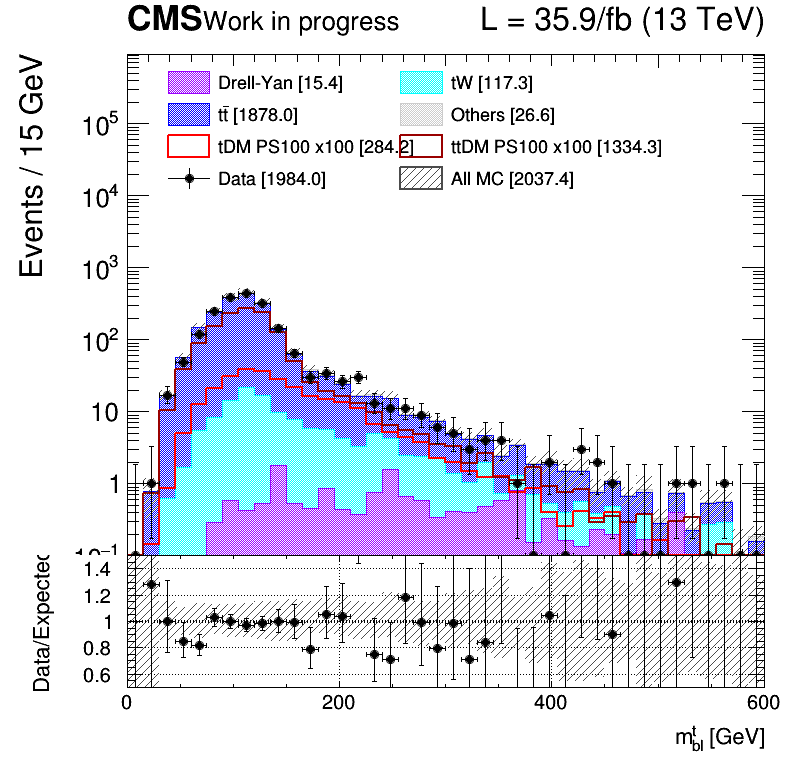 CMS Work in progress L = 35.9/fb (13 TeV)
Events / 15 GeV
Drell-Yan [15.4] tW [117.3]
tt̄ [1878.0] Others [26.6]
tDM PS100 x100 [284.2] ttDM PS100 x100 [1334.3]
Data [1984.0] All MC [2037.4]
10⁵
10⁴
10³
10²
10
1
10⁻¹
Data/Expected
1.4
1.2
1
0.8
0.6
0 200 400 600
mᵗbl [GeV]